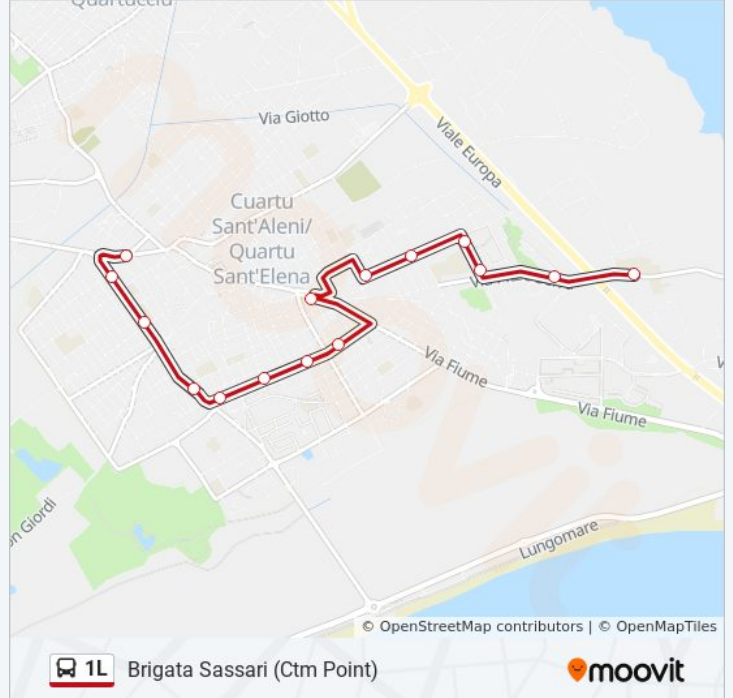 Quartucciu
Via Giotto
Viale Europa
Cuartu
Sant'Aleni/
Quartu
Sant'Elena
Via Fiume
Via Fiume
Giordi
Lungomare
© OpenStreetMap contributors | © OpenMapTiles
1L Brigata Sassari (Ctm Point)
moovit